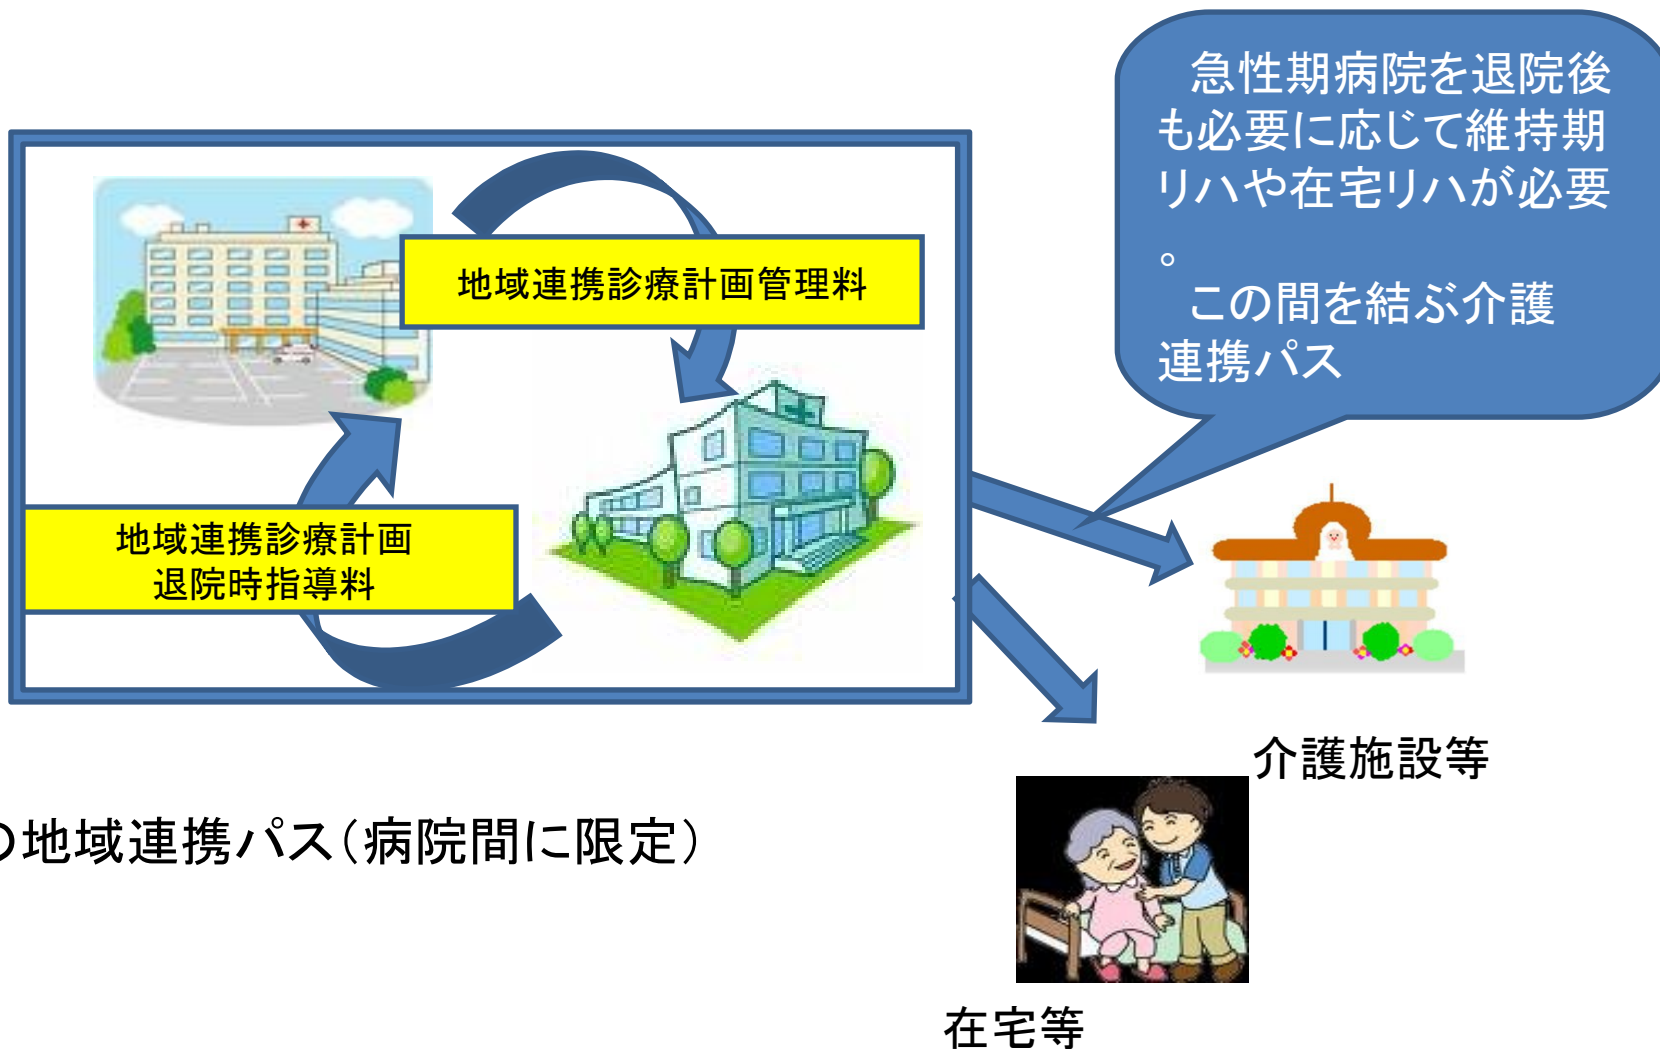 急性期病院を退院後
も必要に応じて維持期
リハや在宅リハが必要
。
この間を結ぶ介護
連携パス
地域連携診療計画管理料
地域連携診療計画
退院時指導料
介護施設等
の地域連携パス（病院間に限定）
在宅等